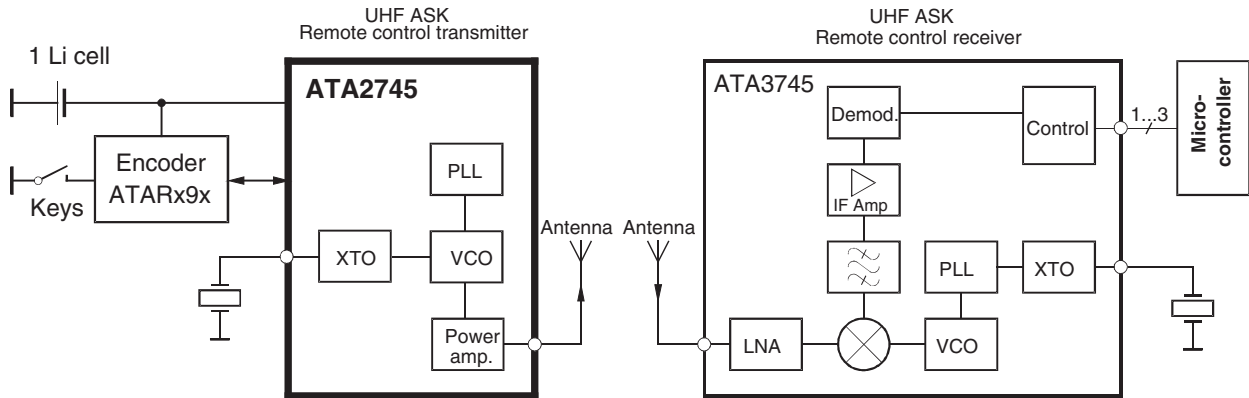 UHF ASK
Remote control transmitter
1 Li cell
ATA2745
Encoder
ATARx9x
Keys
PLL
XTO
VCO
Power
amp.
Antenna
Antenna
UHF ASK
Remote control receiver
ATA3745
Demod.
Control
1...3
Micro-
controller
IF Amp
PLL
XTO
LNA
VCO